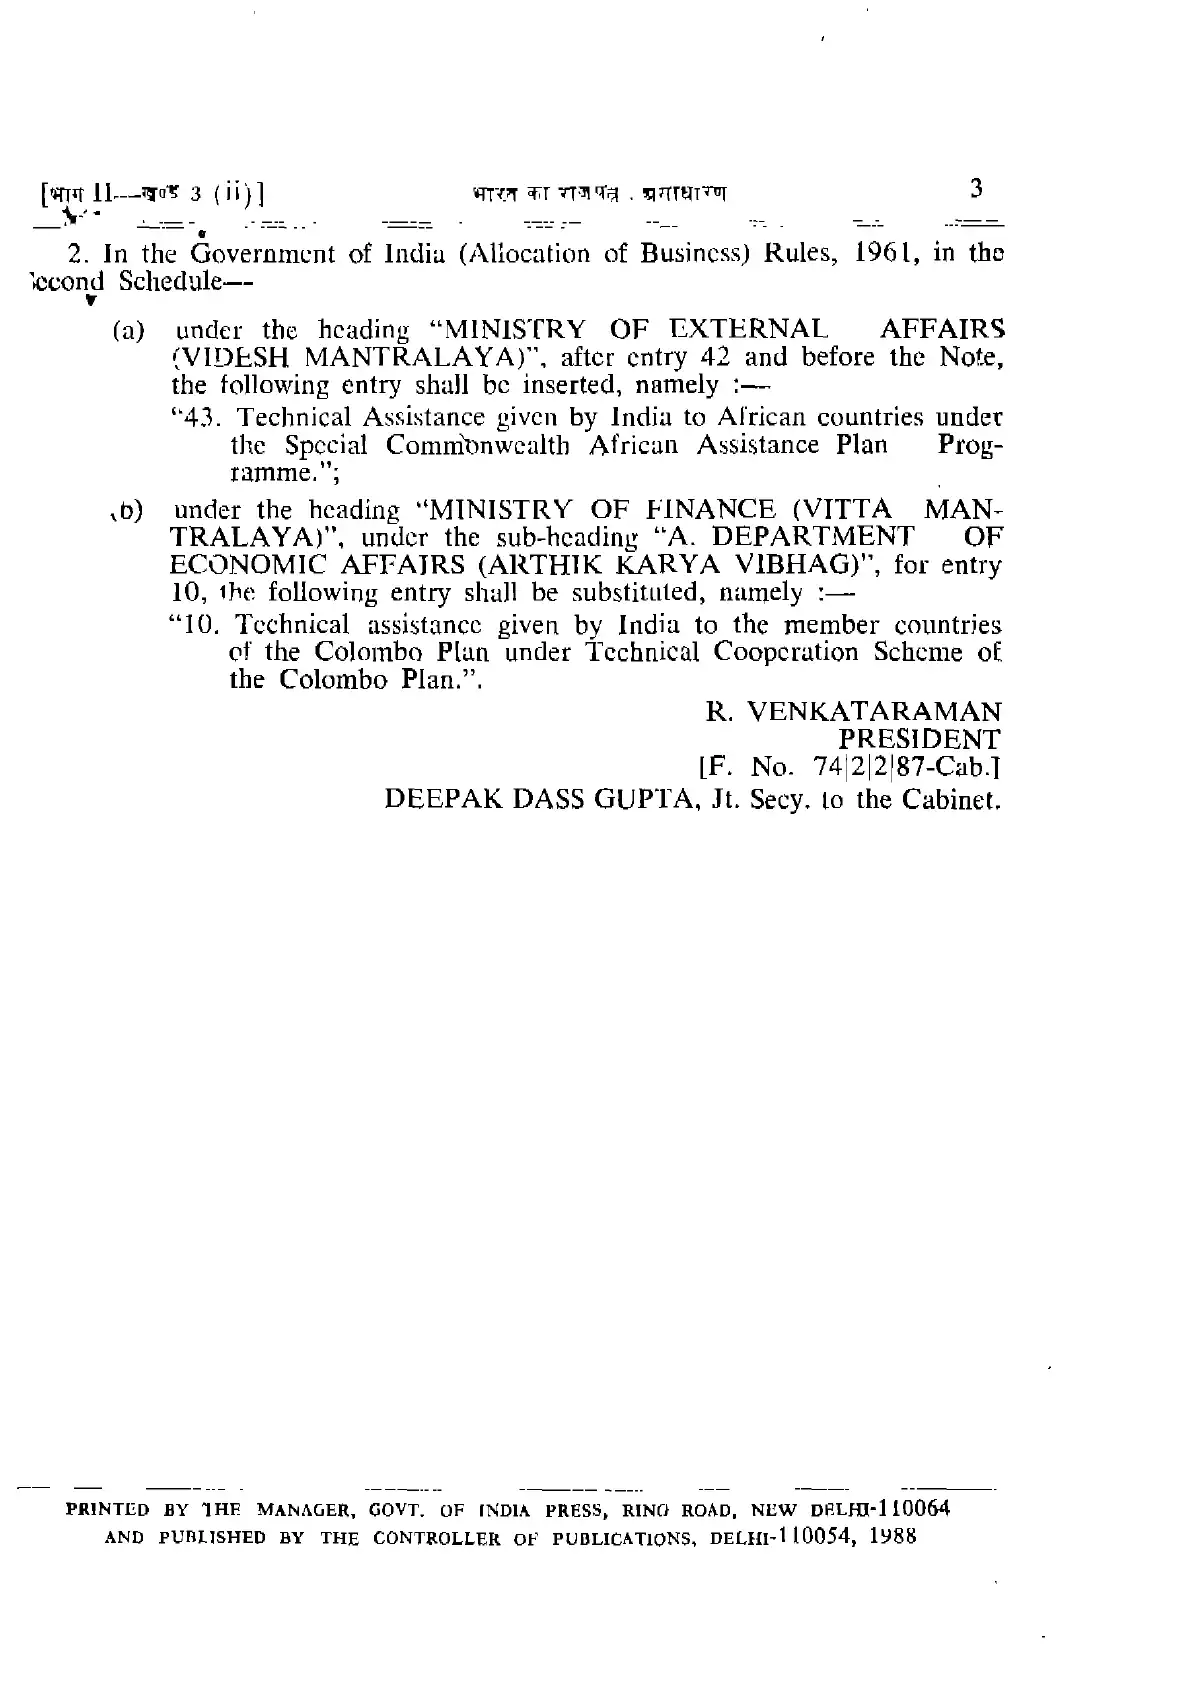 [भाग II—खण्ड 3 (ii)] भारत का राजपत्र : असाधारण 3
2. In the Government of India (Allocation of Business) Rules, 1961, in the
Second Schedule—
(a) under the heading “MINISTRY OF EXTERNAL AFFAIRS
(VIDESH MANTRALAYA)”, after entry 42 and before the Note,
the following entry shall be inserted, namely :—
“43. Technical Assistance given by India to African countries under
the Special Commonwealth African Assistance Plan Prog-
ramme.”;
(b) under the heading “MINISTRY OF FINANCE (VITTA MAN-
TRALAYA)”, under the sub-heading “A. DEPARTMENT OF
ECONOMIC AFFAIRS (ARTHIK KARYA VIBHAG)”, for entry
10, the following entry shall be substituted, namely :—
“10. Technical assistance given by India to the member countries
of the Colombo Plan under Technical Cooperation Scheme of
the Colombo Plan.”.
R. VENKATARAMAN
PRESIDENT
[F. No. 74|2|2|87-Cab.]
DEEPAK DASS GUPTA, Jt. Secy. to the Cabinet.
PRINTED BY THE MANAGER, GOVT. OF INDIA PRESS, RING ROAD, NEW DELHI-110064
AND PUBLISHED BY THE CONTROLLER OF PUBLICATIONS, DELHI-110054, 1988